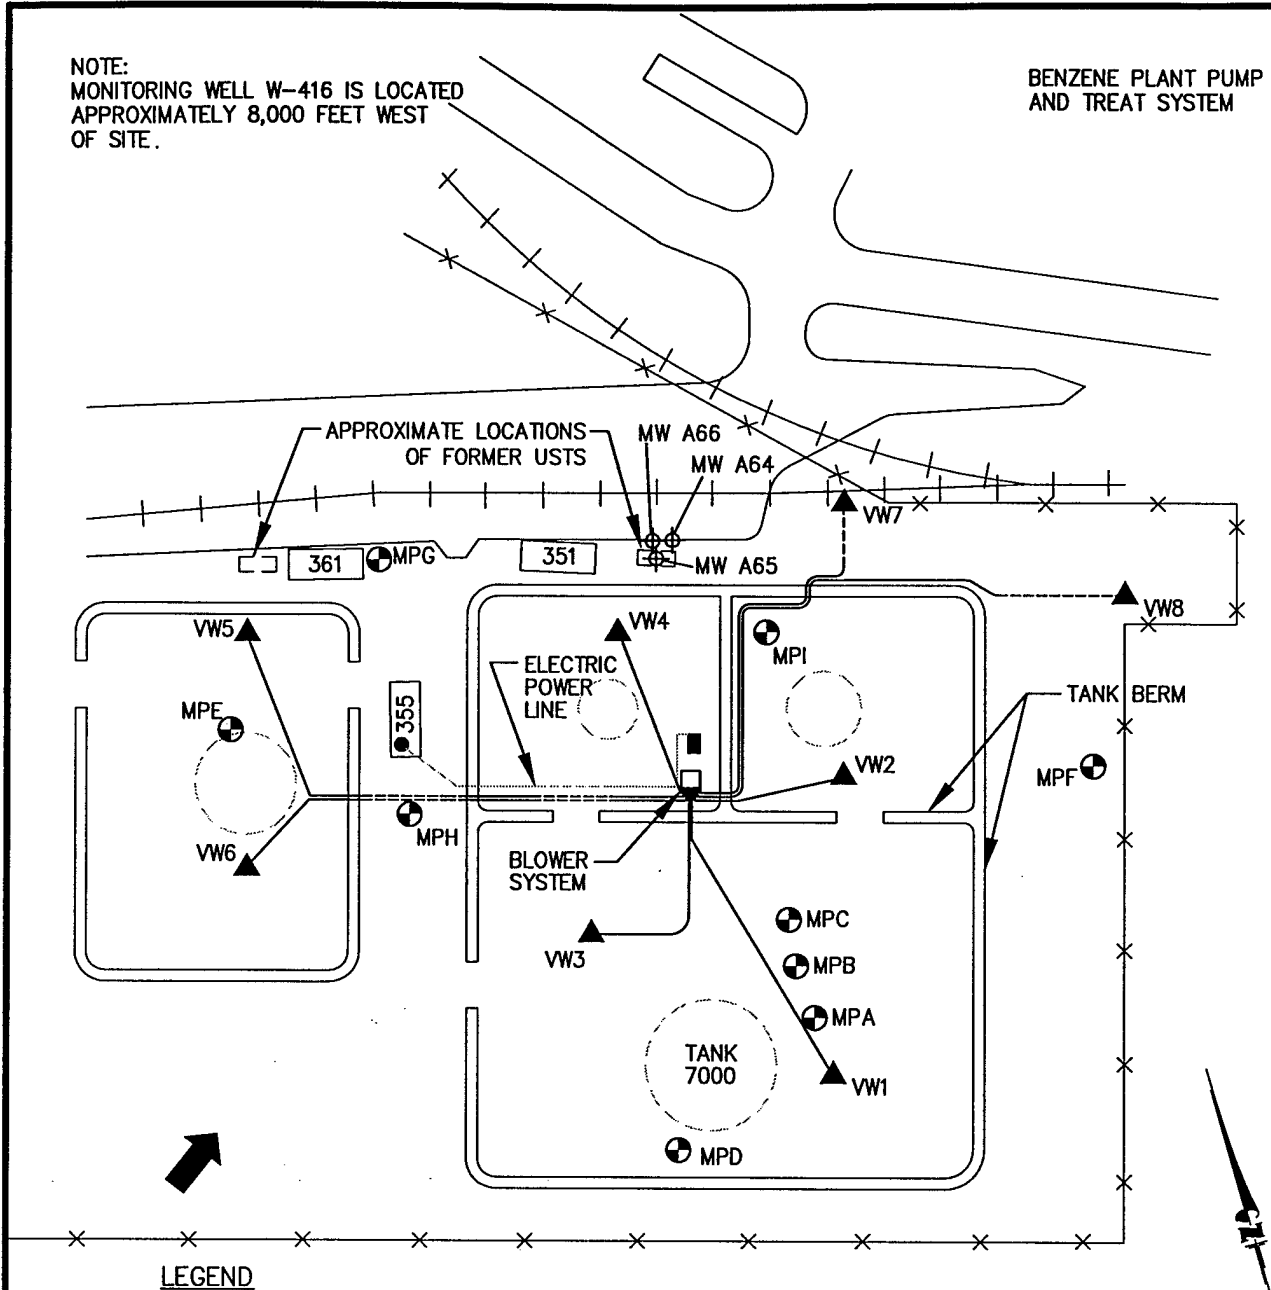 NOTE:
MONITORING WELL W-416 IS LOCATED
APPROXIMATELY 8,000 FEET WEST
OF SITE.
BENZENE PLANT PUMP
AND TREAT SYSTEM
APPROXIMATE LOCATIONS
OF FORMER USTS
MW A66
MW A64
VW7
361
MPG
351
MW A65
VW8
VW5
VW4
MPI
ELECTRIC
POWER
LINE
TANK BERM
355
MPE
VW2
MPF
MPH
VW6
BLOWER
SYSTEM
MPC
VW3
MPB
MPA
TANK
7000
VW1
MPD
N
LEGEND